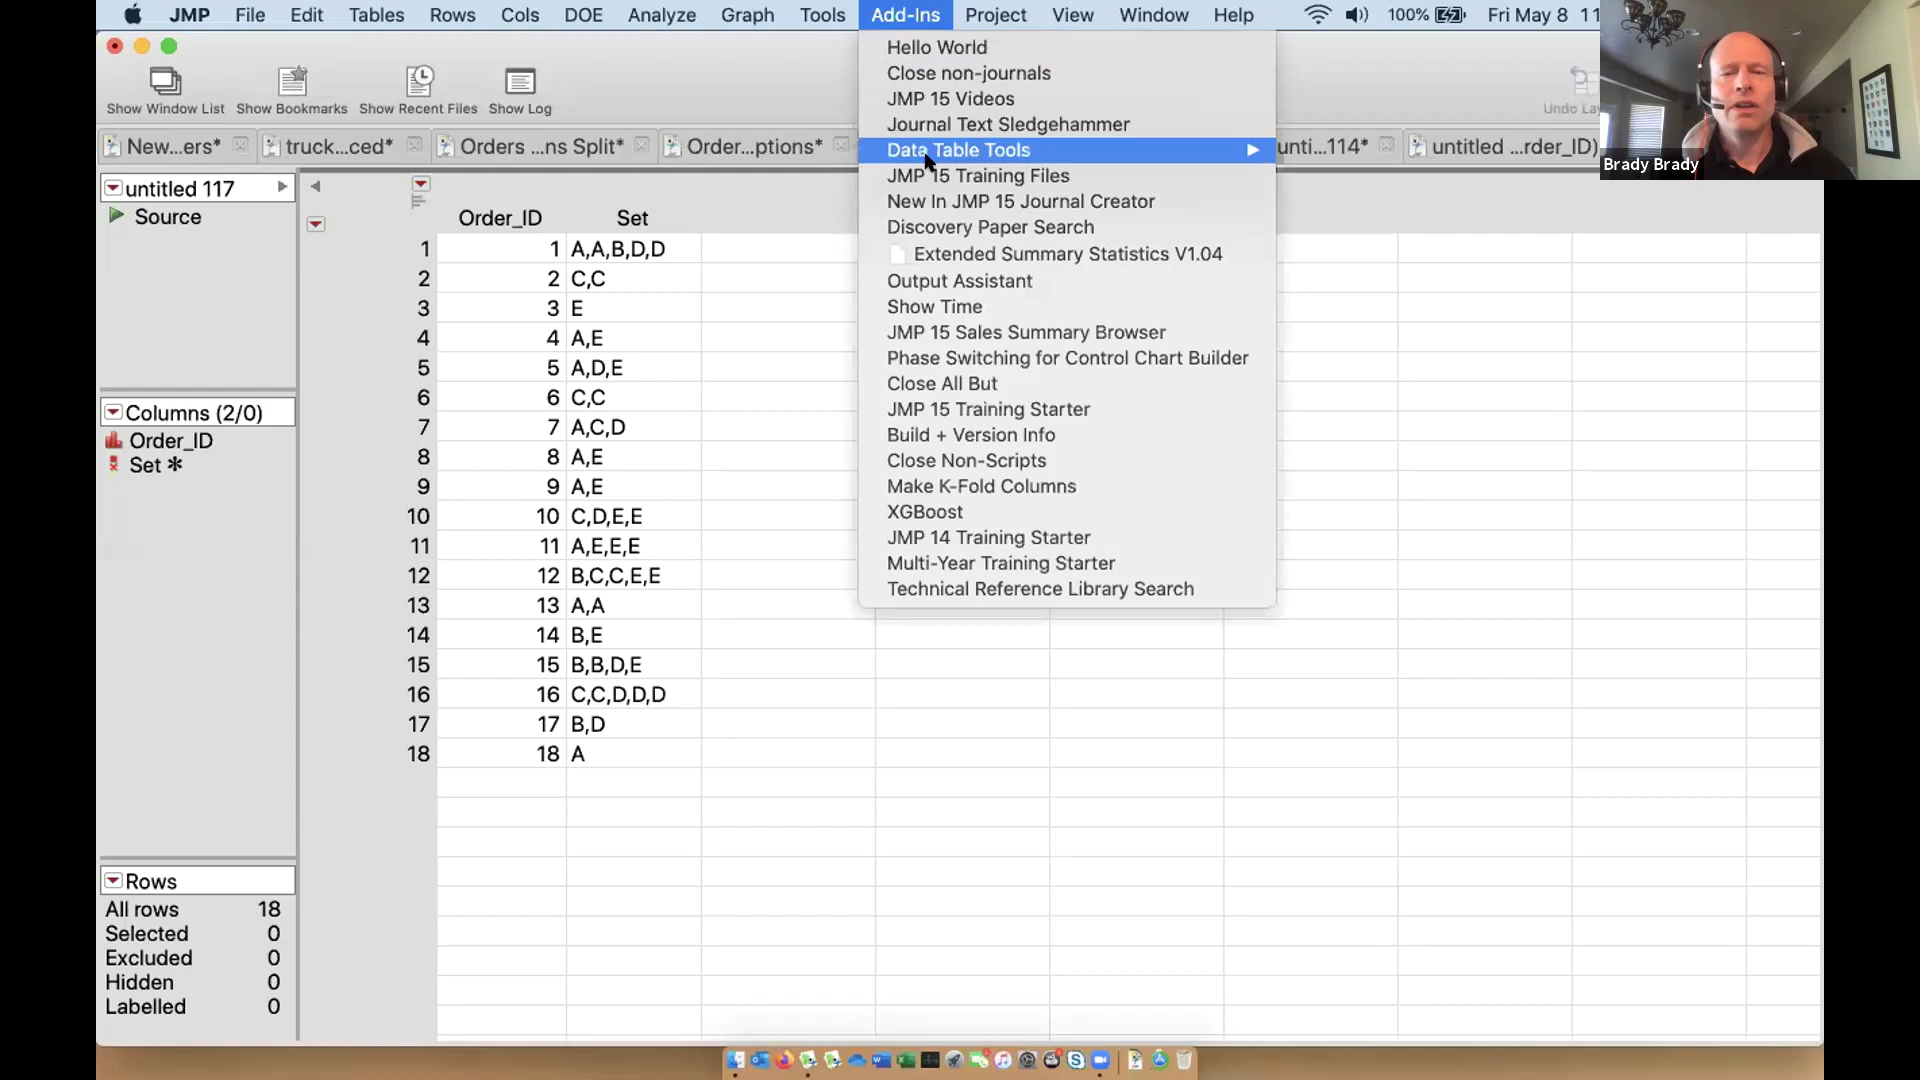 JMP File Edit Tables Rows Cols DOE Analyze Graph Tools Add-Ins Project View Window Help 100% Fri May 8 11
Show Window List Show Bookmarks Show Recent Files Show Log Undo La
New...ers* truck...ced* Orders ...ns Split* Order...ptions* unti...114* untitled ...rder_ID)
Brady Brady
Hello World
Close non-journals
JMP 15 Videos
Journal Text Sledgehammer
Data Table Tools
JMP 15 Training Files
New In JMP 15 Journal Creator
Discovery Paper Search
Extended Summary Statistics V1.04
Output Assistant
Show Time
JMP 15 Sales Summary Browser
Phase Switching for Control Chart Builder
Close All But
JMP 15 Training Starter
Build + Version Info
Close Non-Scripts
Make K-Fold Columns
XGBoost
JMP 14 Training Starter
Multi-Year Training Starter
Technical Reference Library Search
untitled 117
Source
Columns (2/0)
Order_ID
Set *
Rows
All rows 18
Selected 0
Excluded 0
Hidden 0
Labelled 0
Order_ID Set
1 1 A,A,B,D,D
2 2 C,C
3 3 E
4 4 A,E
5 5 A,D,E
6 6 C,C
7 7 A,C,D
8 8 A,E
9 9 A,E
10 10 C,D,E,E
11 11 A,E,E,E
12 12 B,C,C,E,E
13 13 A,A
14 14 B,E
15 15 B,B,D,E
16 16 C,C,D,D,D
17 17 B,D
18 18 A